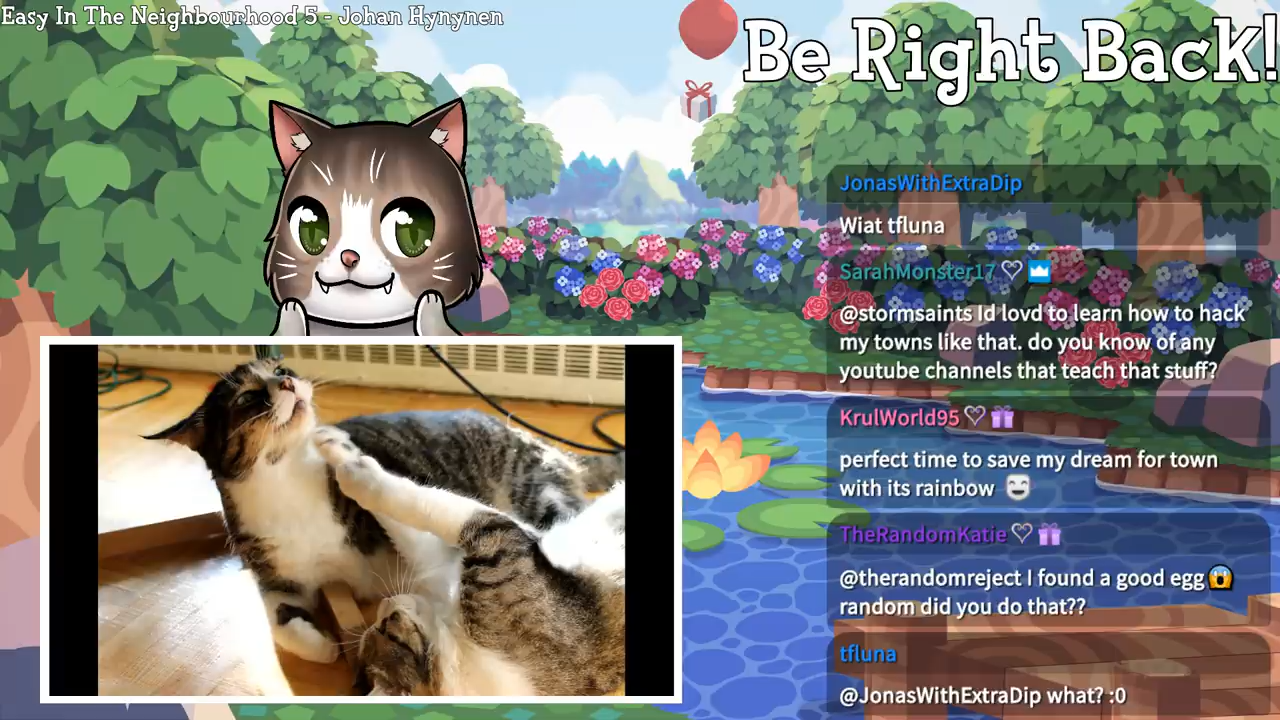 Easy In The Neighbourhood 5 - Johan Hynynen
Be Right Back!
JonasWithExtraDip
Wiat tfluna
SarahMonster17
@stormsaints Id lovd to learn how to hack
my towns like that. do you know of any
youtube channels that teach that stuff?
KrulWorld95
perfect time to save my dream for town
with its rainbow
TheRandomKatie
@therandomreject I found a good egg
random did you do that??
tfluna
@JonasWithExtraDip what? :0